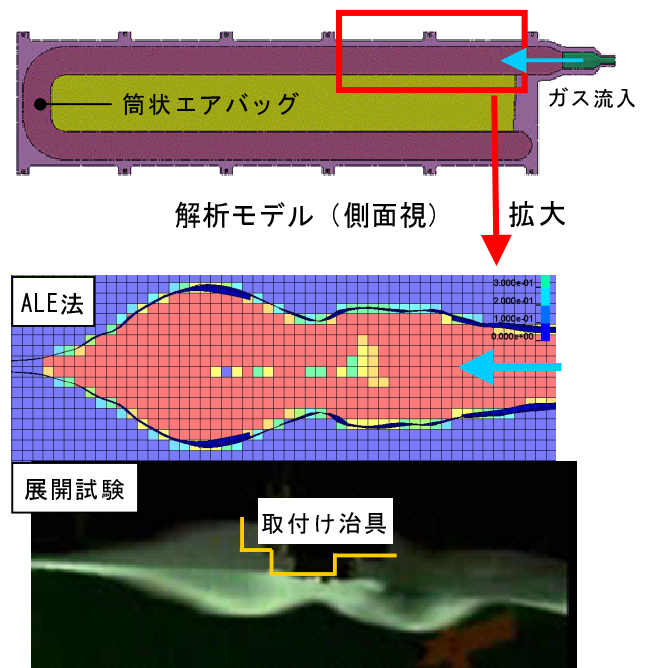 筒状エアバッグ
ガス流入
解析モデル（側面視）
拡大
ALE法
3.000e-01
2.000e-01
1.000e-01
0.000e+00
展開試験
取付け治具